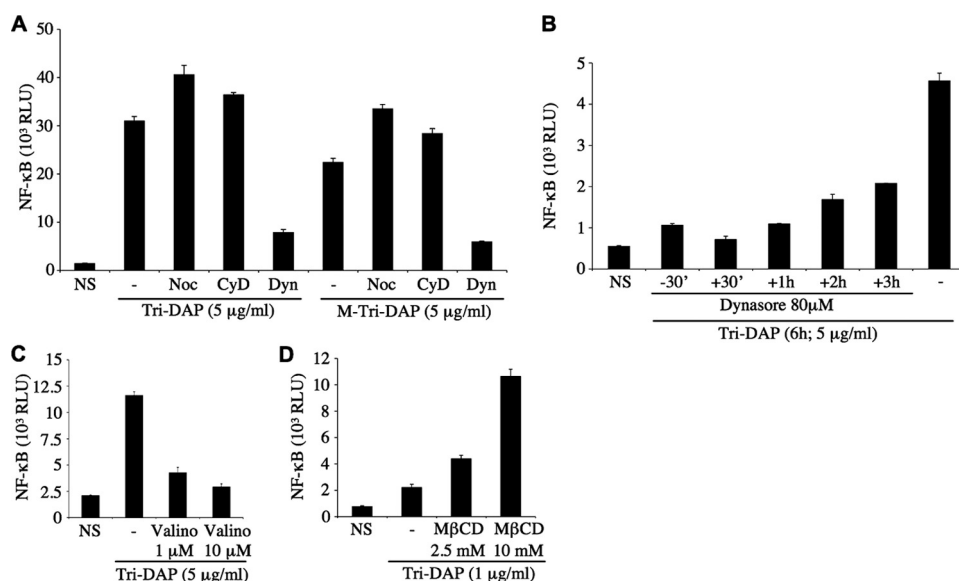 A
NF-κB (10³ RLU)
50
40
30
20
10
0
NS - Noc CyD Dyn - Noc CyD Dyn
Tri-DAP (5 μg/ml) M-Tri-DAP (5 μg/ml)
B
NF-κB (10³ RLU)
5
4
3
2
1
0
NS -30' +30' +1h +2h +3h -
Dynasore 80μM
Tri-DAP (6h; 5 μg/ml)
C
NF-κB (10³ RLU)
15
12.5
10
7.5
5
2.5
0
NS - Valino Valino
1 μM 10 μM
Tri-DAP (5 μg/ml)
D
NF-κB (10³ RLU)
12
10
8
6
4
2
0
NS - MβCD MβCD
2.5 mM 10 mM
Tri-DAP (1 μg/ml)